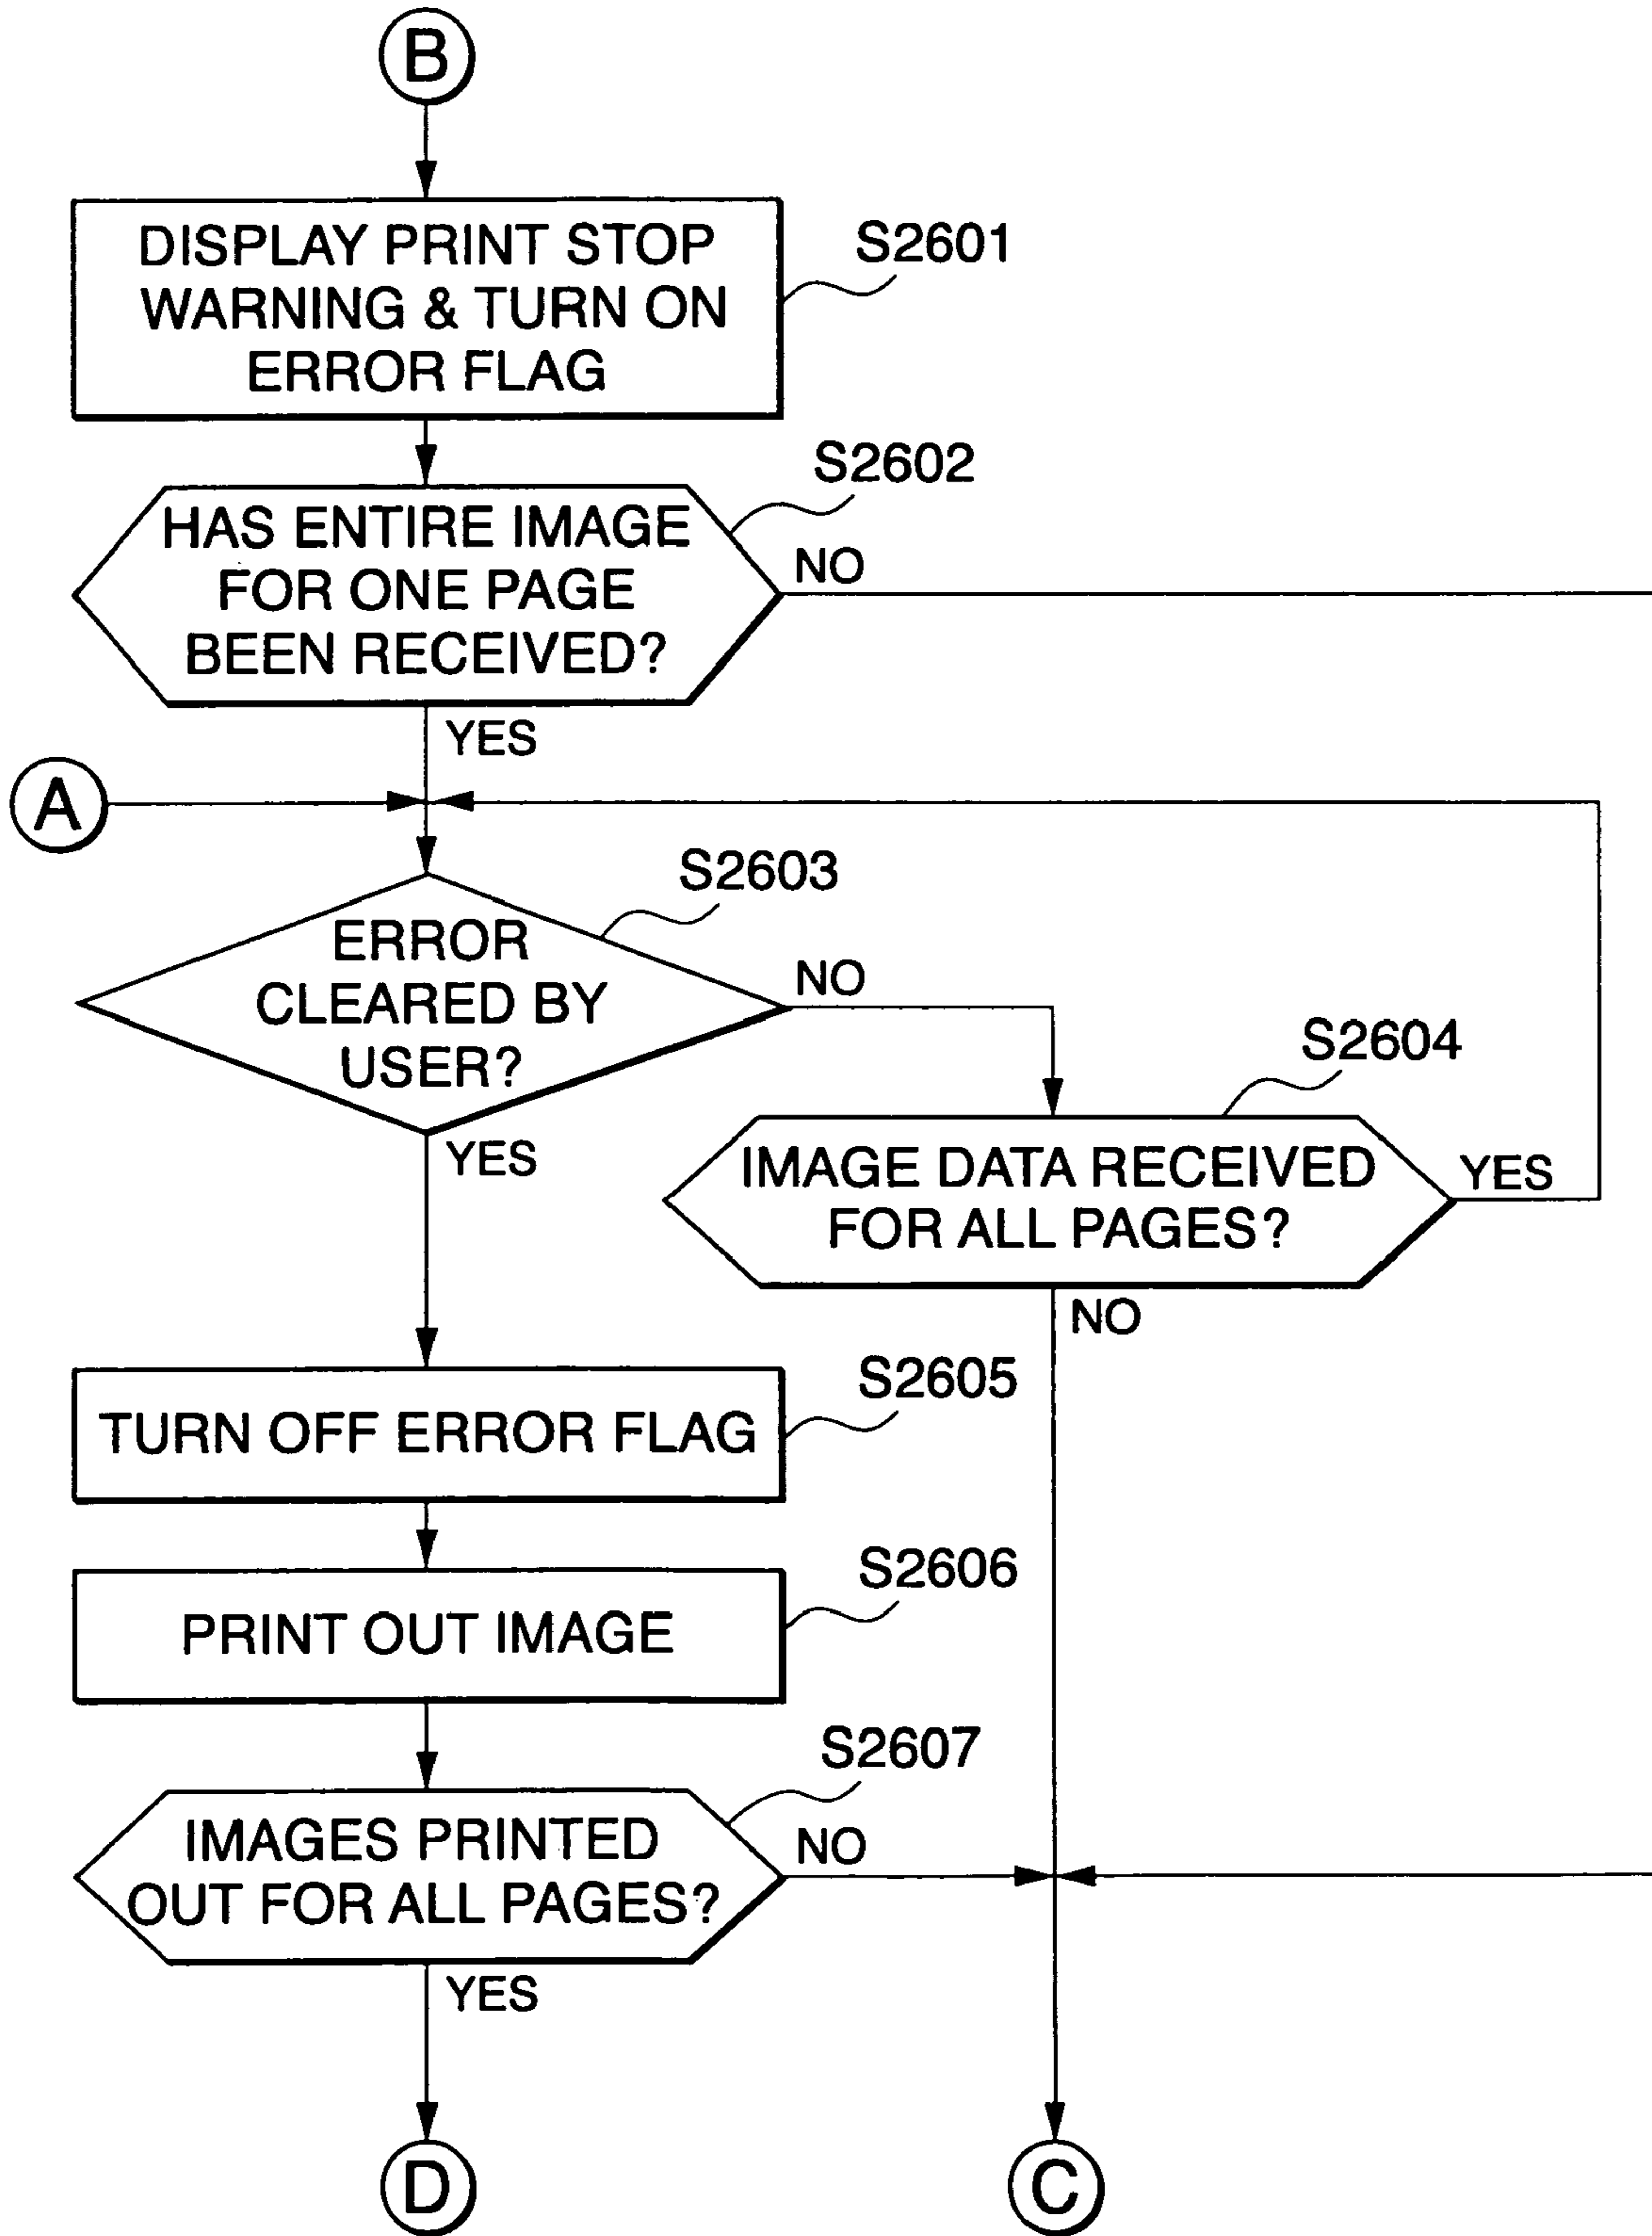 B
DISPLAY PRINT STOP
WARNING & TURN ON
ERROR FLAG
S2601
S2602
HAS ENTIRE IMAGE
FOR ONE PAGE
BEEN RECEIVED?
NO
YES
A
S2603
ERROR
CLEARED BY
USER?
NO
YES
S2604
IMAGE DATA RECEIVED
FOR ALL PAGES?
YES
NO
S2605
TURN OFF ERROR FLAG
S2606
PRINT OUT IMAGE
S2607
IMAGES PRINTED
OUT FOR ALL PAGES?
NO
YES
D
C